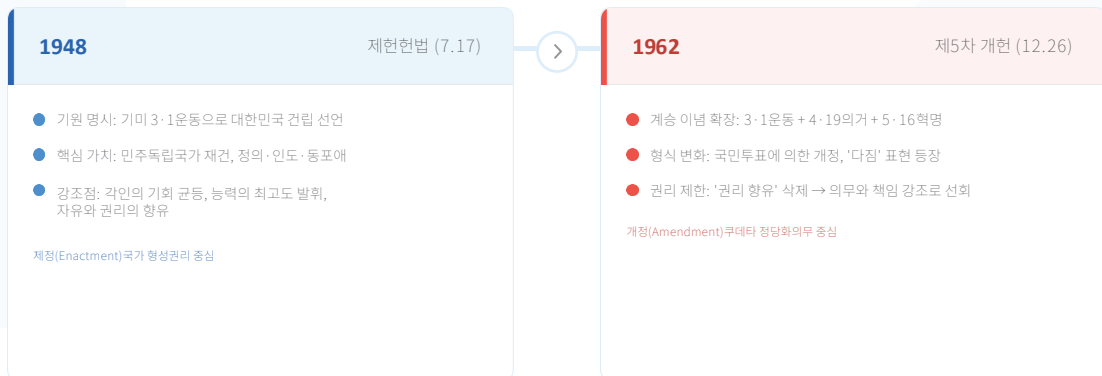 1948
제헌헌법 (7.17)
기원 명시: 기미 3·1운동으로 대한민국 건립 선언
핵심 가치: 민주독립국가 재건, 정의·인도·동포애
강조점: 각인의 기회 균등, 능력의 최고도 발휘,
자유와 권리의 향유
제정(Enactment)국가 형성권리 중심
1962
제5차 개헌 (12.26)
계승 이념 확장: 3·1운동 + 4·19의거 + 5·16혁명
형식 변화: 국민투표에 의한 개정, '다짐' 표현 등장
권리 제한: '권리 향유' 삭제 → 의무와 책임 강조로 선회
개정(Amendment)쿠데타 정당화의무 중심